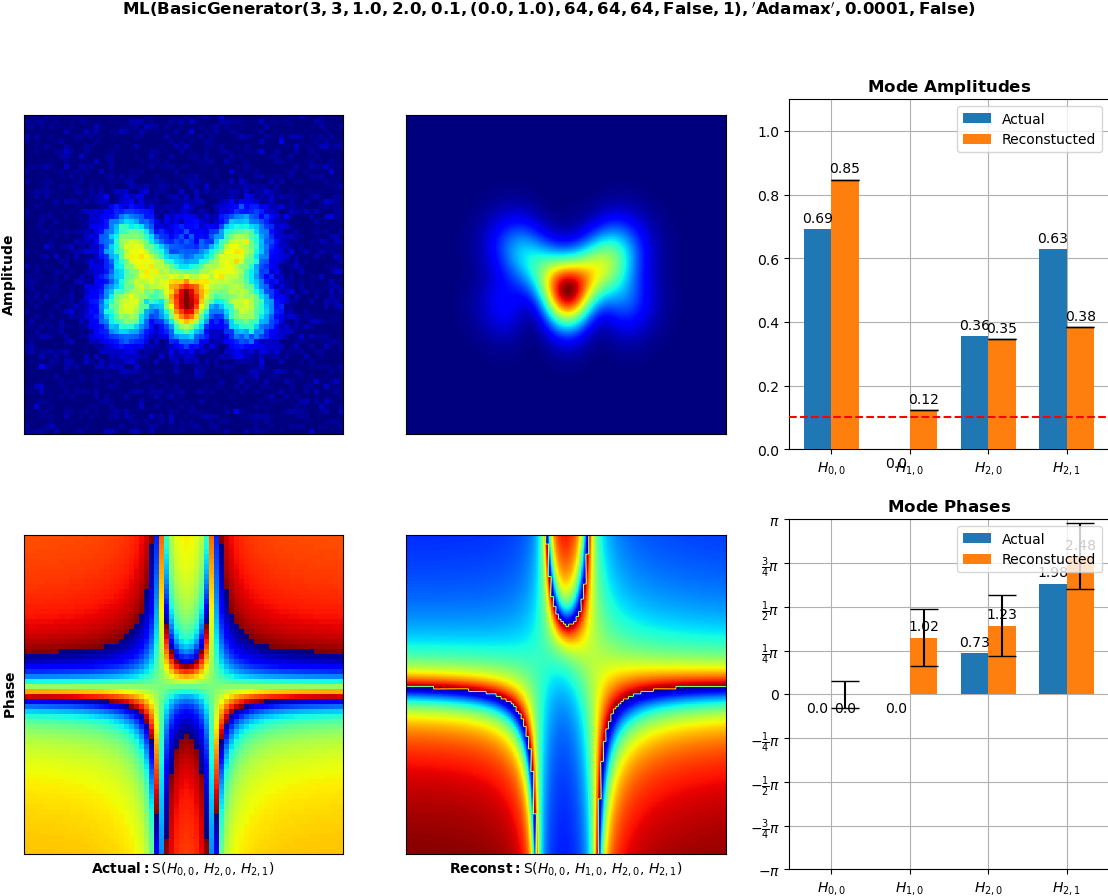 ML(BasicGenerator(3, 3, 1.0, 2.0, 0.1, (0.0, 1.0), 64, 64, 64, False, 1), ′Adamax′, 0.0001, False)
Amplitude
Mode Amplitudes
Actual
Reconstucted
1.0
0.8
0.6
0.4
0.2
0.0
0.69
0.85
0.0
0.12
0.36
0.35
0.63
0.38
H0,0
H1,0
H2,0
H2,1
Phase
Actual: S(H0,0, H2,0, H2,1)
Reconst: S(H0,0, H1,0, H2,0, H2,1)
Mode Phases
Actual
Reconstucted
π
3/4π
1/2π
1/4π
0
−1/4π
−1/2π
−3/4π
−π
0.0
0.0
0.0
1.02
0.73
1.23
1.98
2.48
H0,0
H1,0
H2,0
H2,1